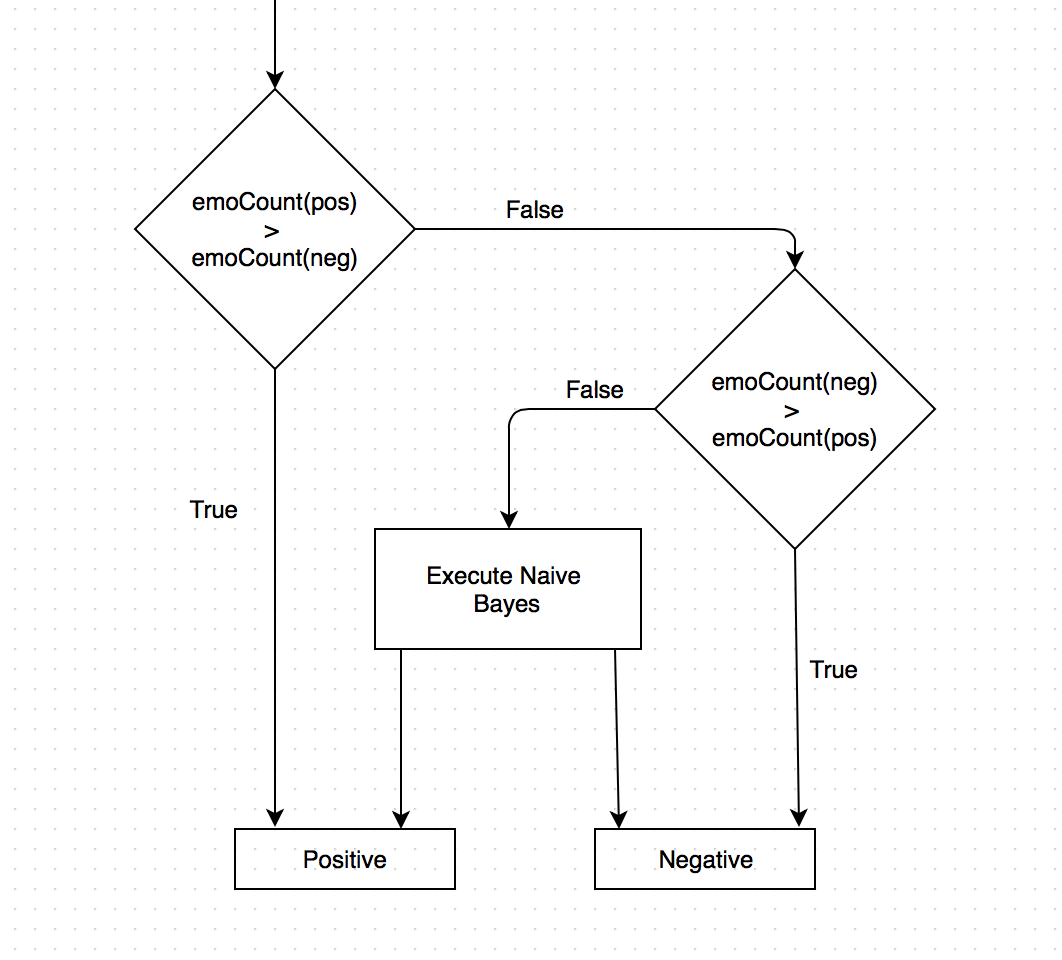 emoCount(pos)
>
emoCount(neg)
False
emoCount(neg)
>
emoCount(pos)
False
True
Execute Naive
Bayes
True
Positive
Negative